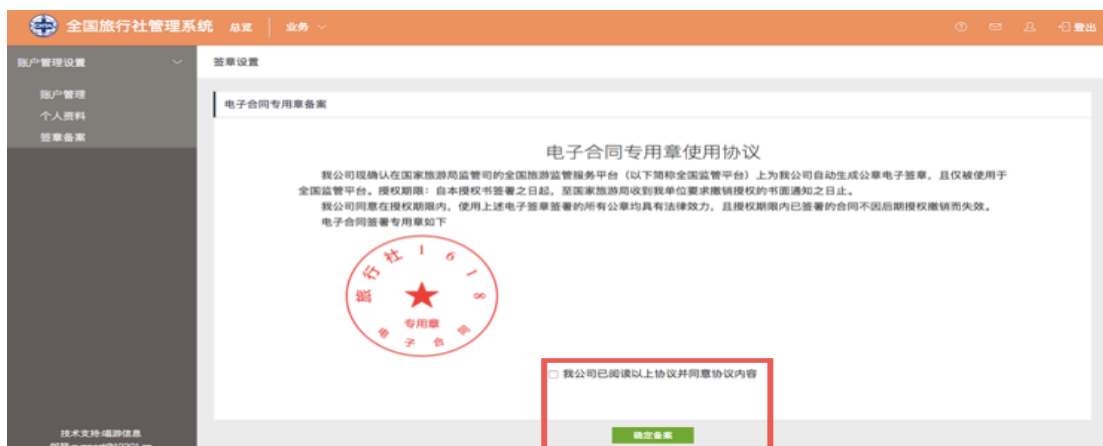 全国旅行社管理系统 总览 业务 登出
账户管理设置
签章设置
账户管理
个人资料
签章备案
电子合同专用章备案
电子合同专用章使用协议
我公司现确认在国家旅游局监管司的全国旅游监管服务平台（以下简称全国监管平台）上为我公司自动生成公章电子签章，且仅被使用于
全国监管平台。授权期限：自本授权书签署之日起，至国家旅游局收到我单位要求撤销授权的书面通知之日止。
我公司同意在授权期限内，使用上述电子签章签署的所有公章均具有法律效力，且授权期限内已签署的合同不因后期授权撤销而失效。
电子合同签署专用章如下
旅行社1618
专用章
电子合同
我公司已阅读以上协议并同意协议内容
确定备案
技术支持:唱游信息